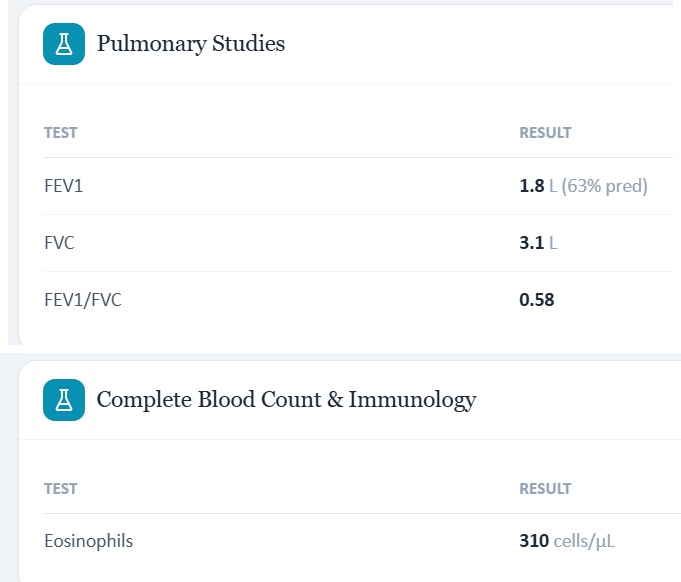 Pulmonary Studies
TEST RESULT
FEV1 1.8 L (63% pred)
FVC 3.1 L
FEV1/FVC 0.58
Complete Blood Count & Immunology
TEST RESULT
Eosinophils 310 cells/µL